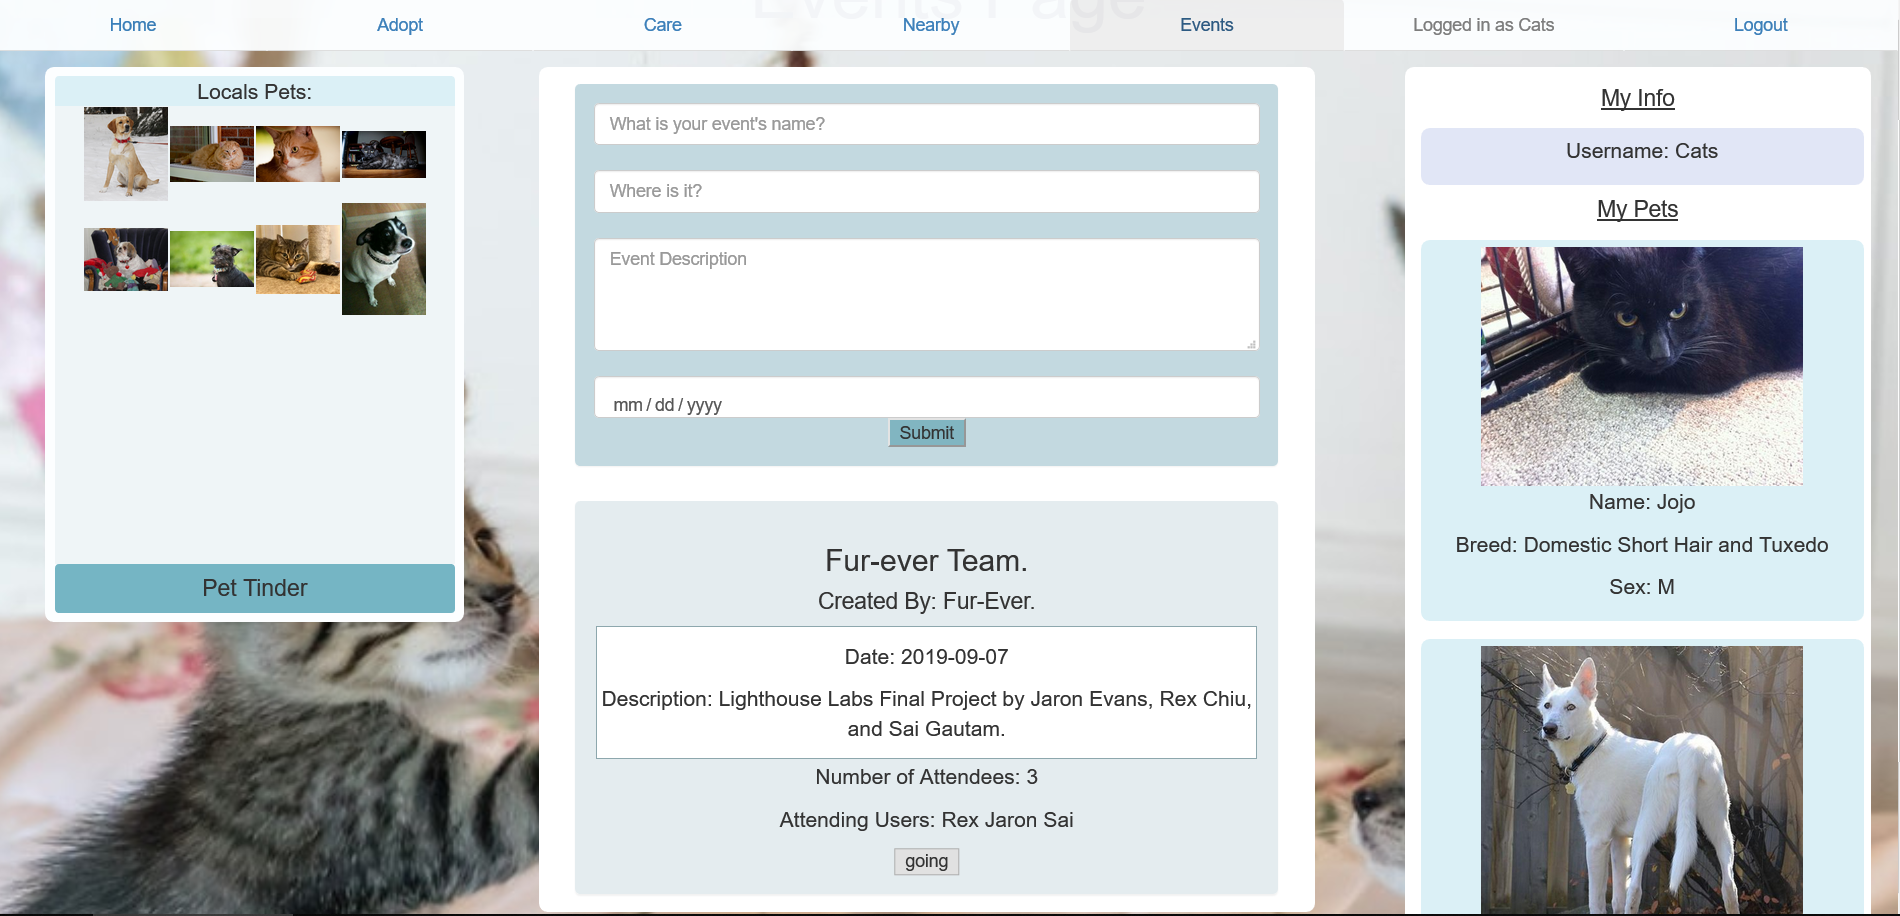 Events Page
Home Adopt Care Nearby Events Logged in as Cats Logout
Locals Pets:
Pet Tinder
What is your event's name?
Where is it?
Event Description
mm / dd / yyyy
Submit
Fur-ever Team.
Created By: Fur-Ever.
Date: 2019-09-07
Description: Lighthouse Labs Final Project by Jaron Evans, Rex Chiu,
and Sai Gautam.
Number of Attendees: 3
Attending Users: Rex Jaron Sai
going
My Info
Username: Cats
My Pets
Name: Jojo
Breed: Domestic Short Hair and Tuxedo
Sex: M